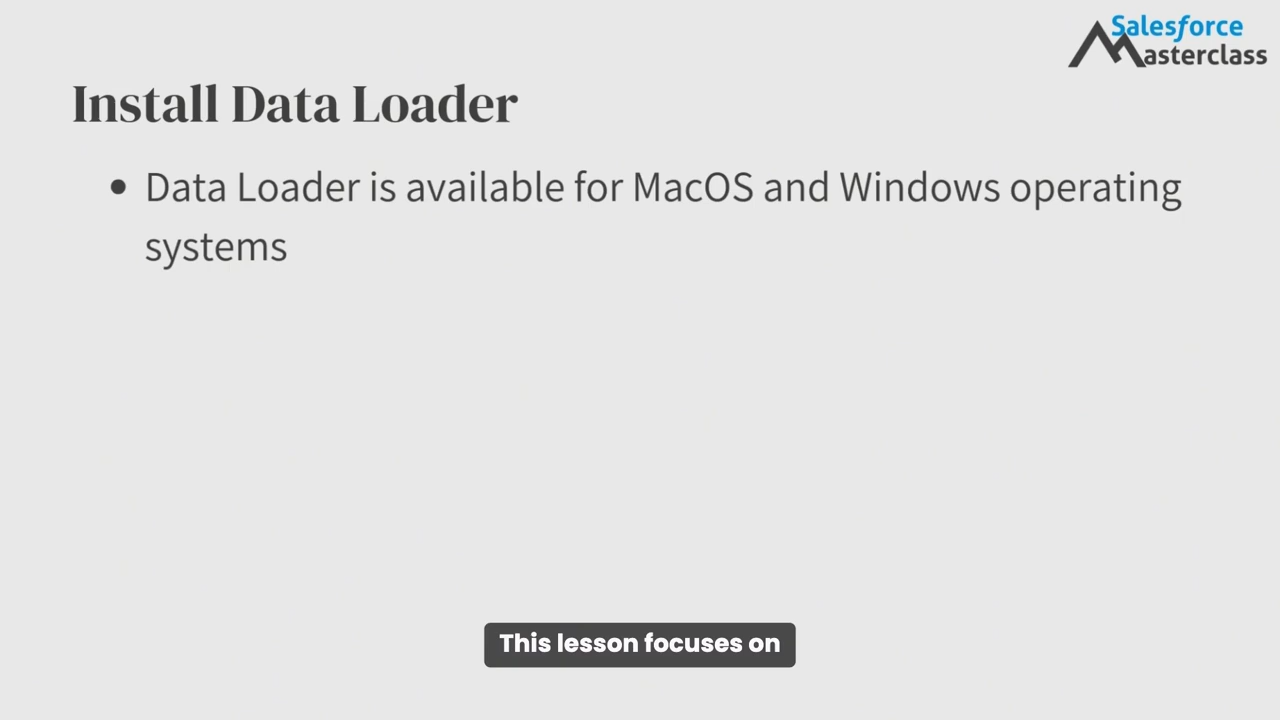 Salesforce
Masterclass
Install Data Loader
• Data Loader is available for MacOS and Windows operating
systems
This lesson focuses on